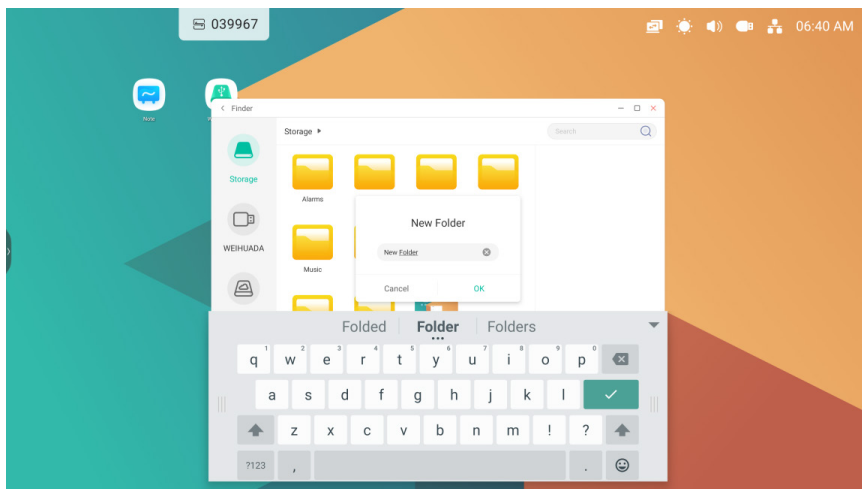 039967
06:40 AM
Note
Finder
Storage
Search
Storage
Alarms
New Folder
New Folder
WEIHUADA
Music
Cancel OK
Folded Folder Folders
q 1 w 2 e 3 r 4 t 5 y 6 u 7 i 8 o 9 p 0
a s d f g h j k l
z x c v b n m ! ?
?123 , .